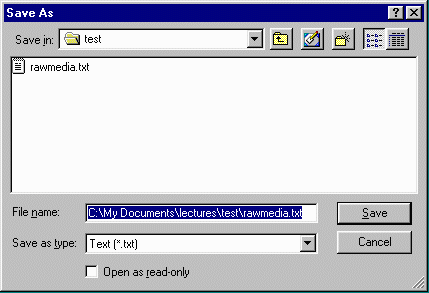 Save As
Save in: test
rawmedia.txt
File name: C:\My Documents\lectures\test\rawmedia.txt Save
Save as type: Text (*.txt) Cancel
Open as read-only